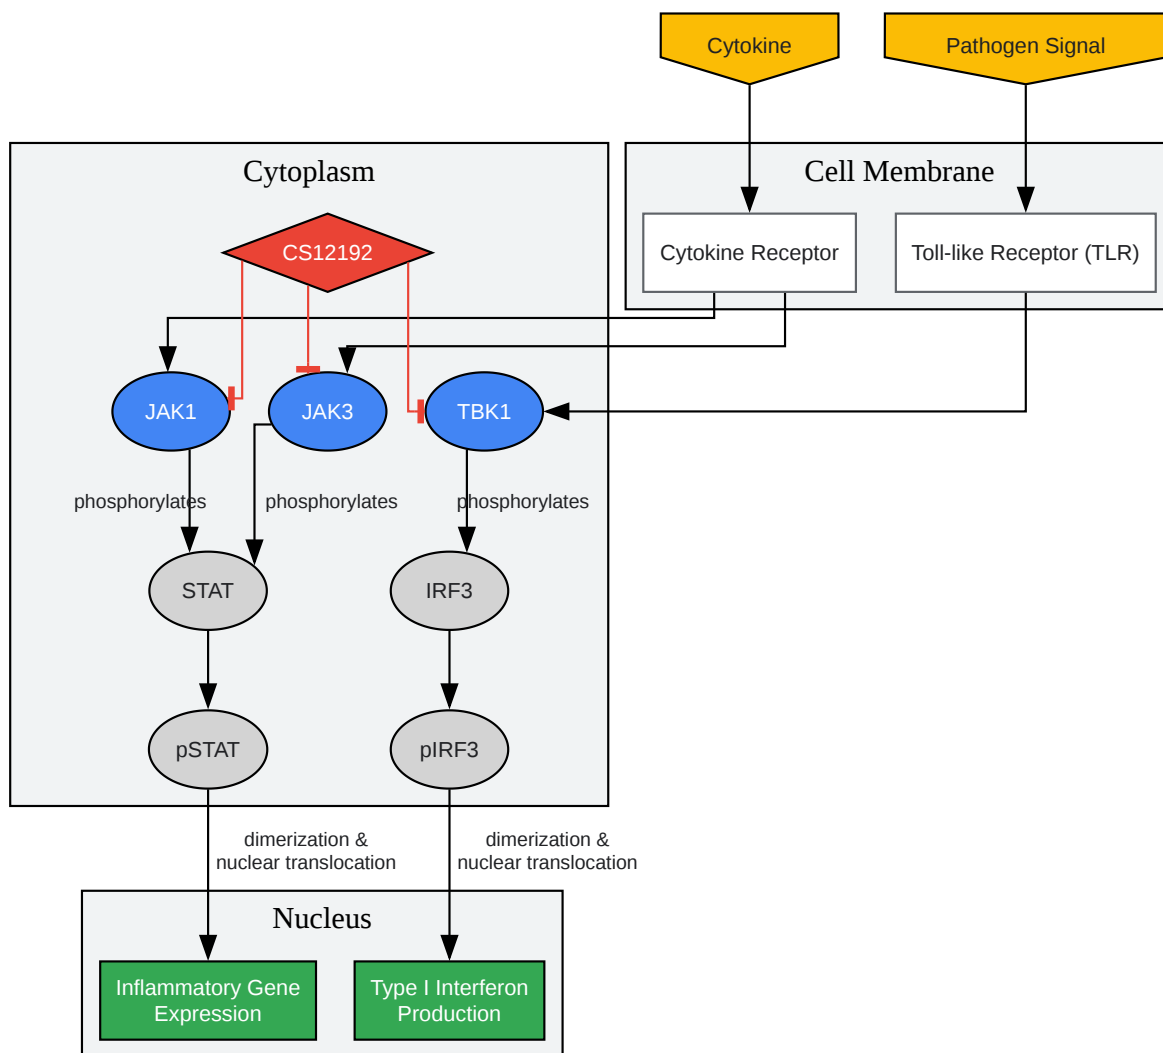 Cytokine
Pathogen Signal
Cytoplasm
Cell Membrane
CS12192
Cytokine Receptor
Toll-like Receptor (TLR)
JAK1
JAK3
TBK1
phosphorylates
phosphorylates
phosphorylates
STAT
IRF3
pSTAT
pIRF3
dimerization &
nuclear translocation
dimerization &
nuclear translocation
Nucleus
Inflammatory Gene
Expression
Type I Interferon
Production